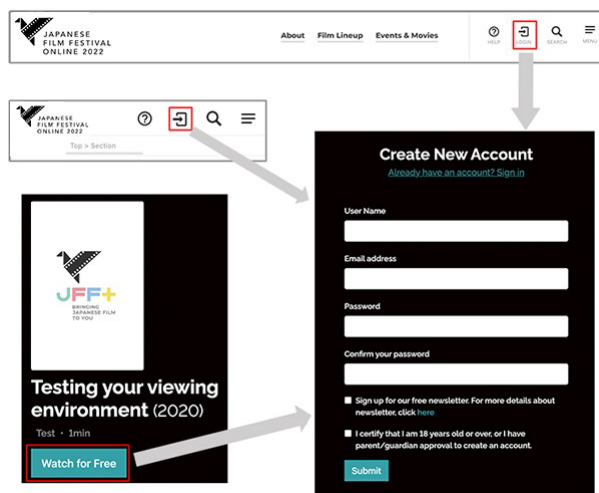 JAPANESE
FILM FESTIVAL
ONLINE 2022
About Film Lineup Events & Movies
HELP LOGIN SEARCH MENU
JAPANESE
FILM FESTIVAL
ONLINE 2022
Top > Section
JFF+
BRINGING
JAPANESE FILM
TO YOU
Testing your viewing
environment (2020)
Test • 1min
Watch for Free
Create New Account
Already have an account? Sign in
User Name
Email address
Password
Confirm your password
Sign up for our free newsletter. For more details about
newsletter, click here
I certify that I am 18 years old or over, or I have
parent/guardian approval to create an account.
Submit